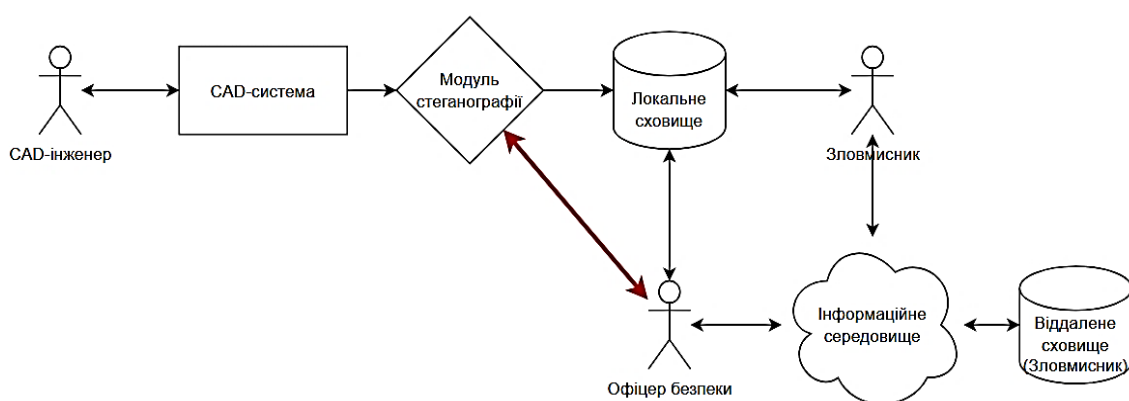 CAD-інженер
CAD-система
Модуль
стеганографії
Локальне
сховище
Зловмисник
Офіцер безпеки
Інформаційне
середовище
Віддалене
сховище
(Зловмисник)